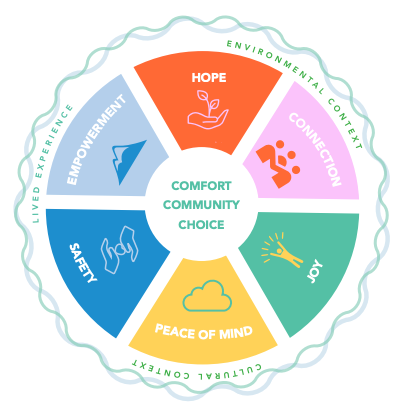 ENVIRONMENTAL CONTEXT
HOPE
CONNECTION
JOY
PEACE OF MIND
SAFETY
EMPOWERMENT
COMFORT
COMMUNITY
CHOICE
CULTURAL CONTEXT
LIVED EXPERIENCE